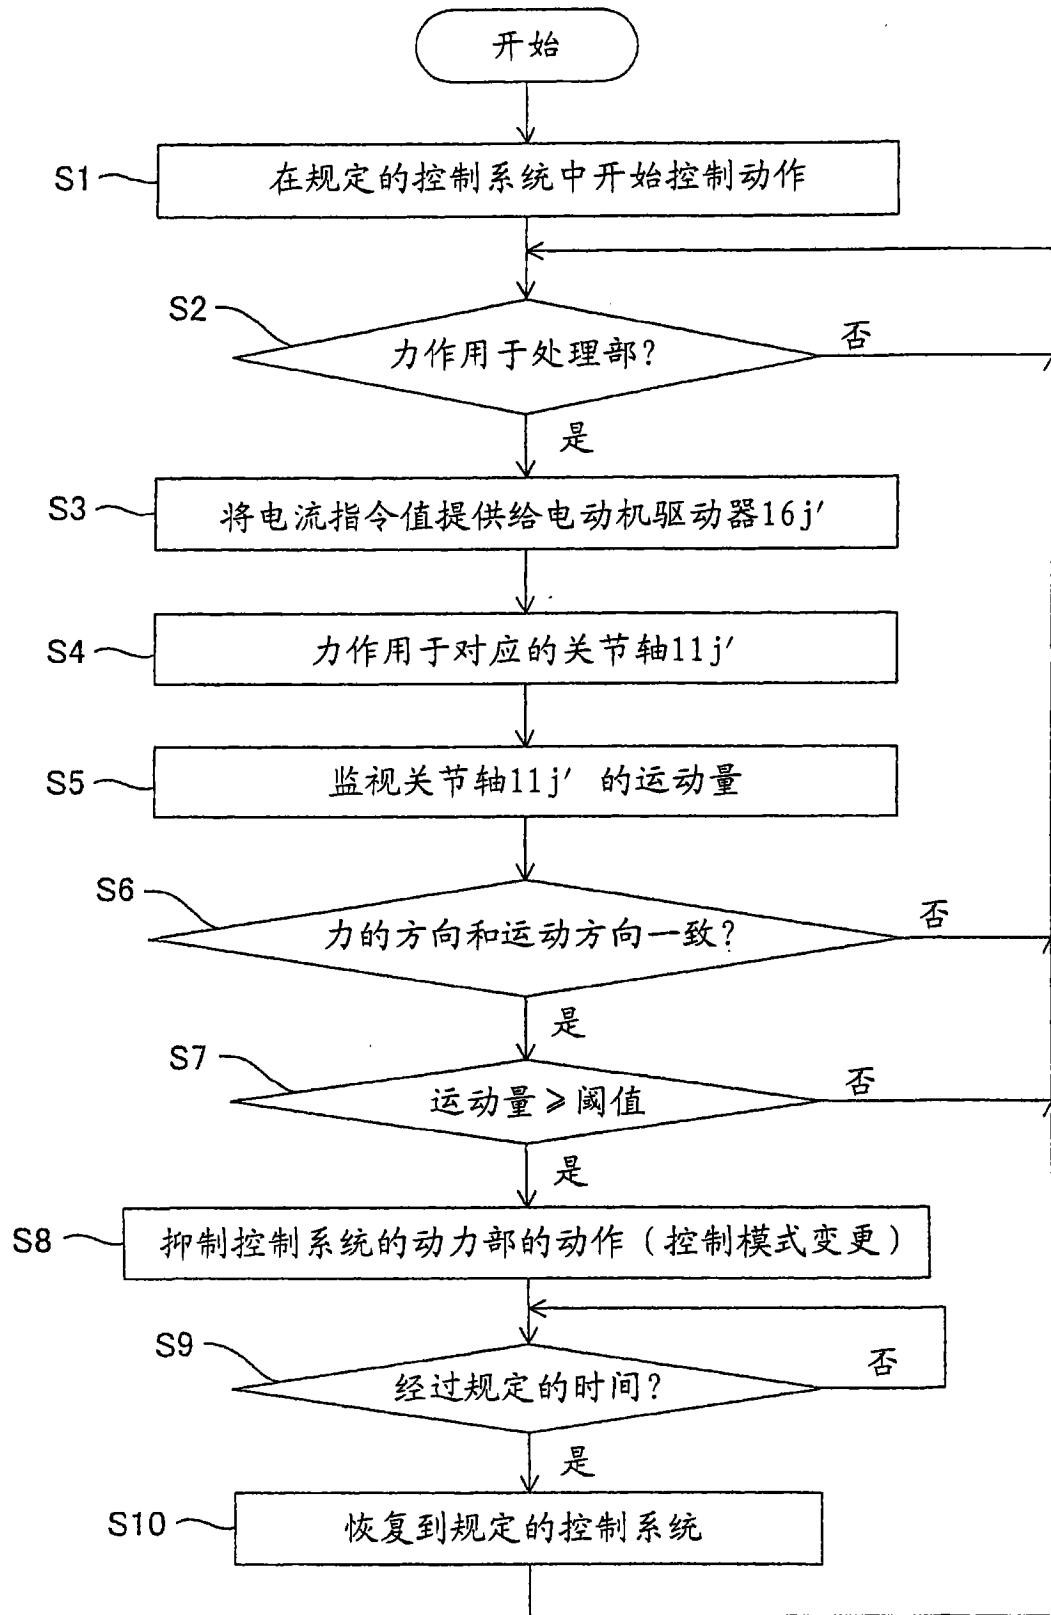 开始
S1
在规定的控制系统中开始控制动作
S2
力作用于处理部?
否
是
S3
将电流指令值提供给电动机驱动器16j′
S4
力作用于对应的关节轴11j′
S5
监视关节轴11j′ 的运动量
S6
力的方向和运动方向一致?
否
是
S7
运动量≥阈值
否
是
S8
抑制控制系统的动力部的动作(控制模式变更)
S9
经过规定的时间?
否
是
S10
恢复到规定的控制系统